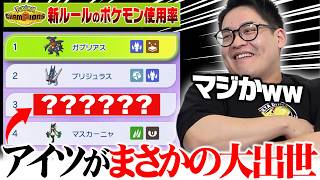 Pokémon CHAMPIONS 新ルールのポケモン使用率
1 ガブリアス
2 ブリジュラス
3 ??????
4 マスカーニャ
マジかww
アイツがまさかの大出世